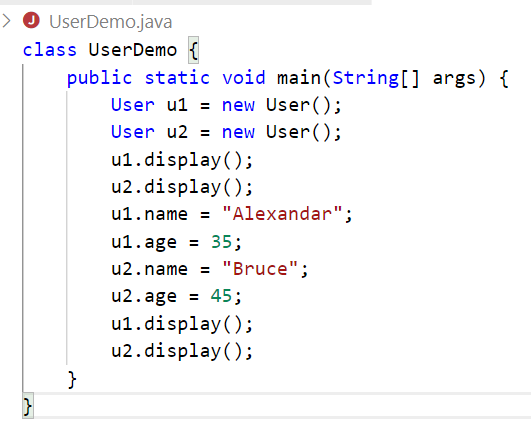 UserDemo.java
class UserDemo {
    public static void main(String[] args) {
        User u1 = new User();
        User u2 = new User();
        u1.display();
        u2.display();
        u1.name = "Alexandar";
        u1.age = 35;
        u2.name = "Bruce";
        u2.age = 45;
        u1.display();
        u2.display();
    }
}